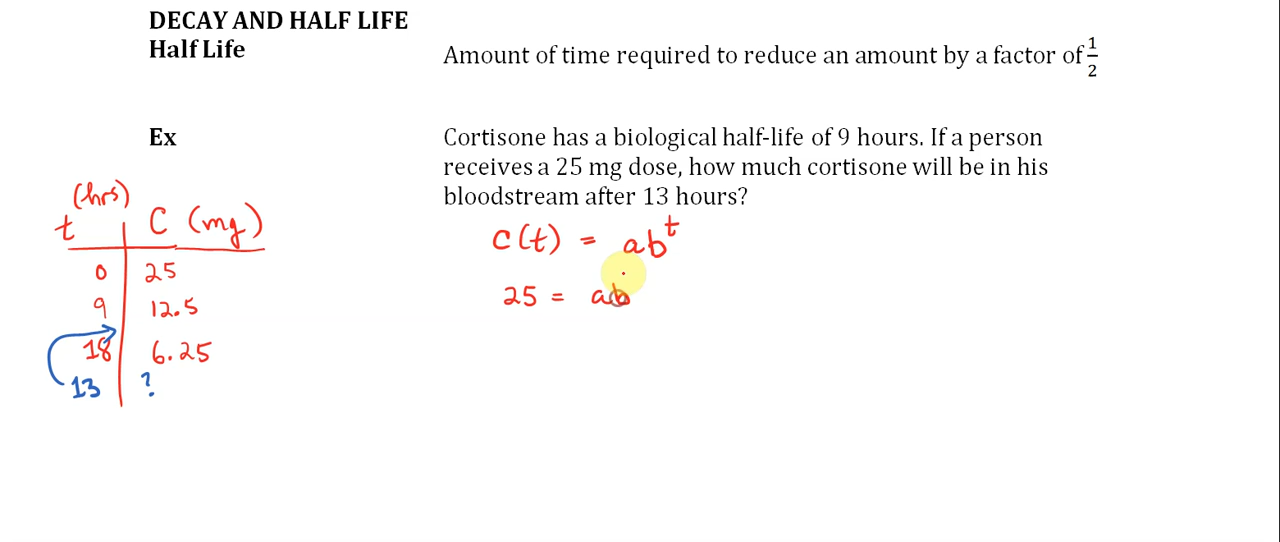 DECAY AND HALF LIFE
Half Life
Amount of time required to reduce an amount by a factor of 1/2
Ex
Cortisone has a biological half-life of 9 hours. If a person
receives a 25 mg dose, how much cortisone will be in his
bloodstream after 13 hours?
(hrs)
t C (mg)
0 25
9 12.5
18 6.25
13 ?
C(t) = ab^t
25 = ab